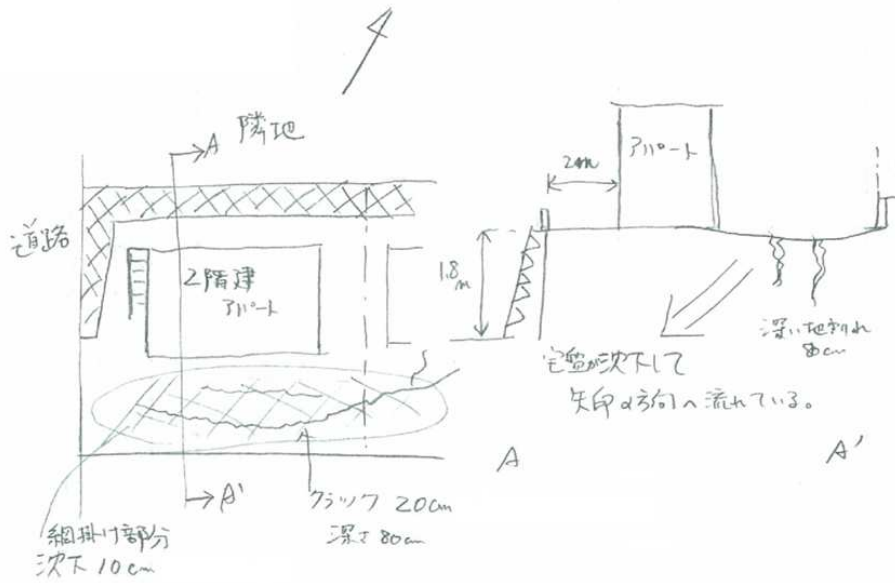 A
隣地
道路
2階建
アパート
A'
クラック 20cm
深さ 80cm
網掛け部分
沈下 10cm
2m
アパート
1.8m
深い地割れ
80cm
宅盤が沈下して
矢印の方向へ流れている。
A
A'